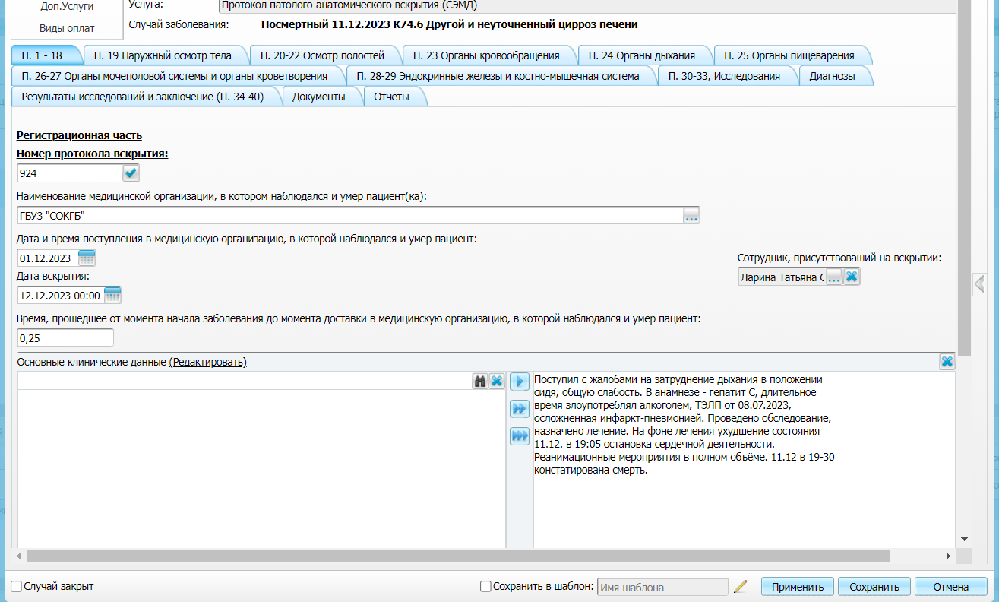 Доп.Услуги
Услуга:
Протокол патолого-анатомического вскрытия (СЭМД)
Виды оплат
Случай заболевания:
Посмертный 11.12.2023 K74.6 Другой и неуточненный цирроз печени
П. 1 - 18
П. 19 Наружный осмотр тела
П. 20-22 Осмотр полостей
П. 23 Органы кровообращения
П. 24 Органы дыхания
П. 25 Органы пищеварения
П. 26-27 Органы мочеполовой системы и органы кроветворения
П. 28-29 Эндокринные железы и костно-мышечная система
П. 30-33, Исследования
Диагнозы
Результаты исследований и заключение (П. 34-40)
Документы
Отчеты
Регистрационная часть
Номер протокола вскрытия:
924
Наименование медицинской организации, в котором наблюдался и умер пациент(ка):
ГБУЗ "СОКГБ"
...
Дата и время поступления в медицинскую организацию, в которой наблюдался и умер пациент:
01.12.2023
Дата вскрытия:
12.12.2023 00:00
Сотрудник, присутствоваший на вскрытии:
Ларина Татьяна С
...
Время, прошедшее от момента начала заболевания до момента доставки в медицинскую организацию, в которой наблюдался и умер пациент:
0,25
Основные клинические данные (Редактировать)
Поступил с жалобами на затруднение дыхания в положении
сидя, общую слабость. В анамнезе - гепатит С, длительное
время злоупотреблял алкоголем, ТЭЛП от 08.07.2023,
осложненная инфаркт-пневмонией. Проведено обследование,
назначено лечение. На фоне лечения ухудшение состояния
11.12. в 19:05 остановка сердечной деятельности.
Реанимационные мероприятия в полном объёме. 11.12 в 19-30
констатирована смерть.
Случай закрыт
Сохранить в шаблон:
Имя шаблона
Применить
Сохранить
Отмена